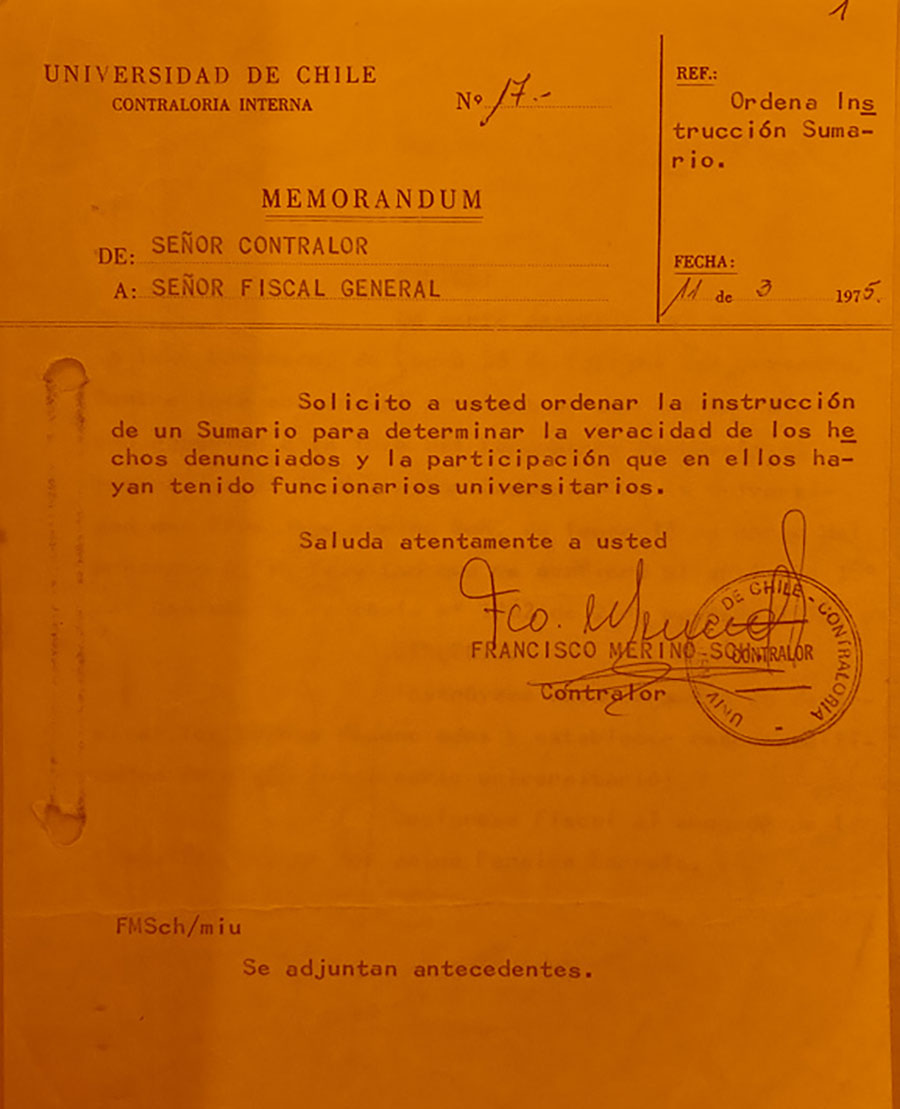 1
UNIVERSIDAD DE CHILE
CONTRALORIA INTERNA
Nº 17.-
REF.:
Ordena Ins
trucción Suma-
rio.
MEMORANDUM
DE: SEÑOR CONTRALOR
A: SEÑOR FISCAL GENERAL
FECHA:
11 de 3 1975.
Solicito a usted ordenar la instrucción
de un Sumario para determinar la veracidad de los he
chos denunciados y la participación que en ellos ha-
yan tenido funcionarios universitarios.
Saluda atentamente a usted
Fco. Merino
FRANCISCO MERINO
Contralor
DE CHILE - CONTRALORIA -
CONTRALOR
FMSch/miu
Se adjuntan antecedentes.